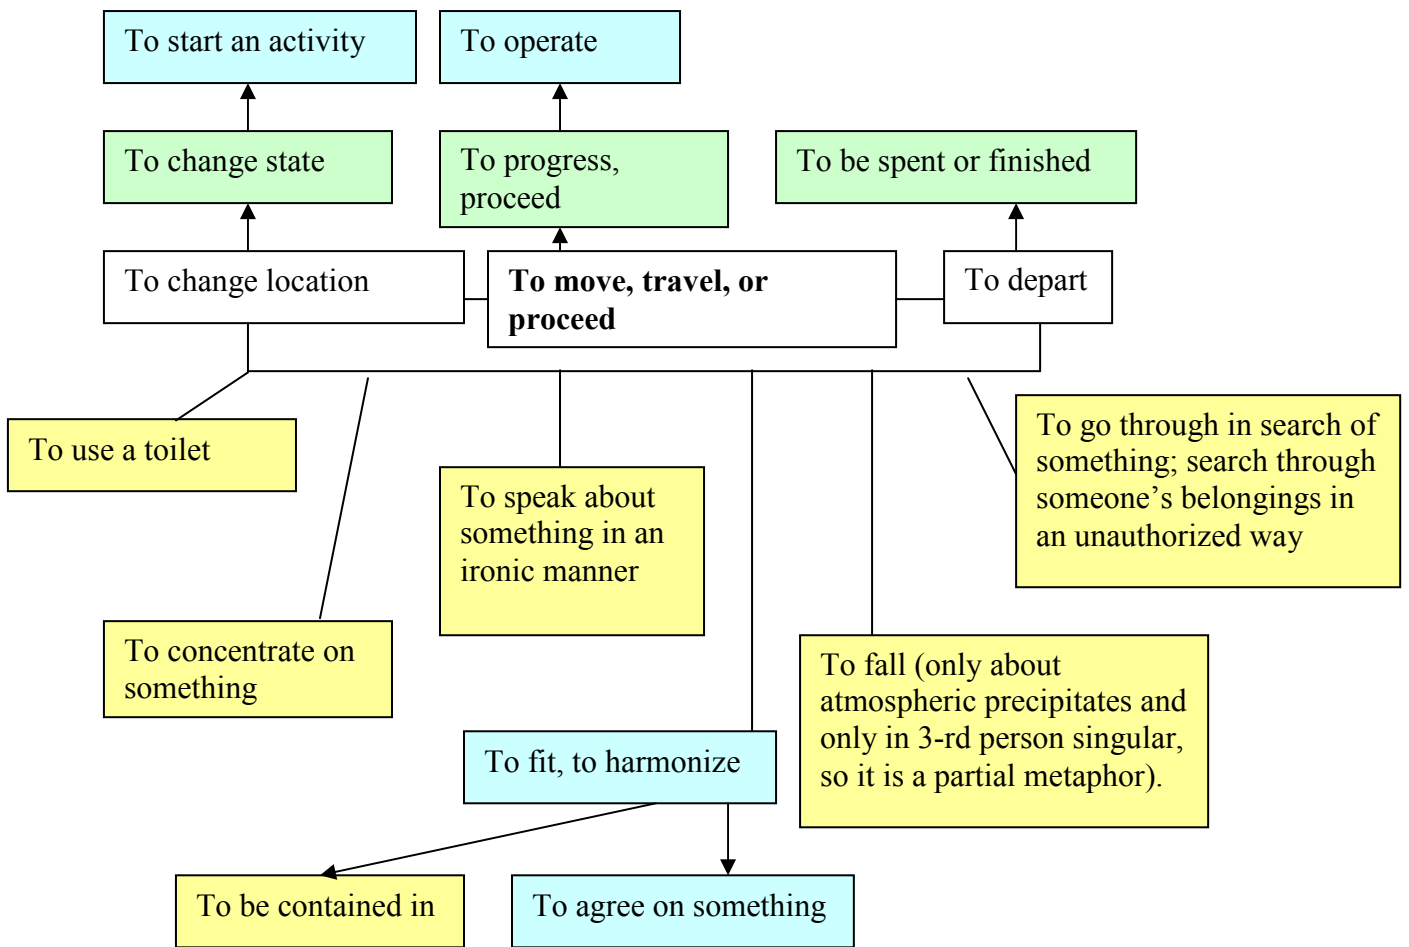 To start an activity
To operate
To change state
To progress,
proceed
To be spent or finished
To change location
To move, travel, or
proceed
To depart
To use a toilet
To speak about
something in an
ironic manner
To go through in search of
something; search through
someone’s belongings in
an unauthorized way
To concentrate on
something
To fall (only about
atmospheric precipitates and
only in 3-rd person singular,
so it is a partial metaphor).
To fit, to harmonize
To be contained in
To agree on something